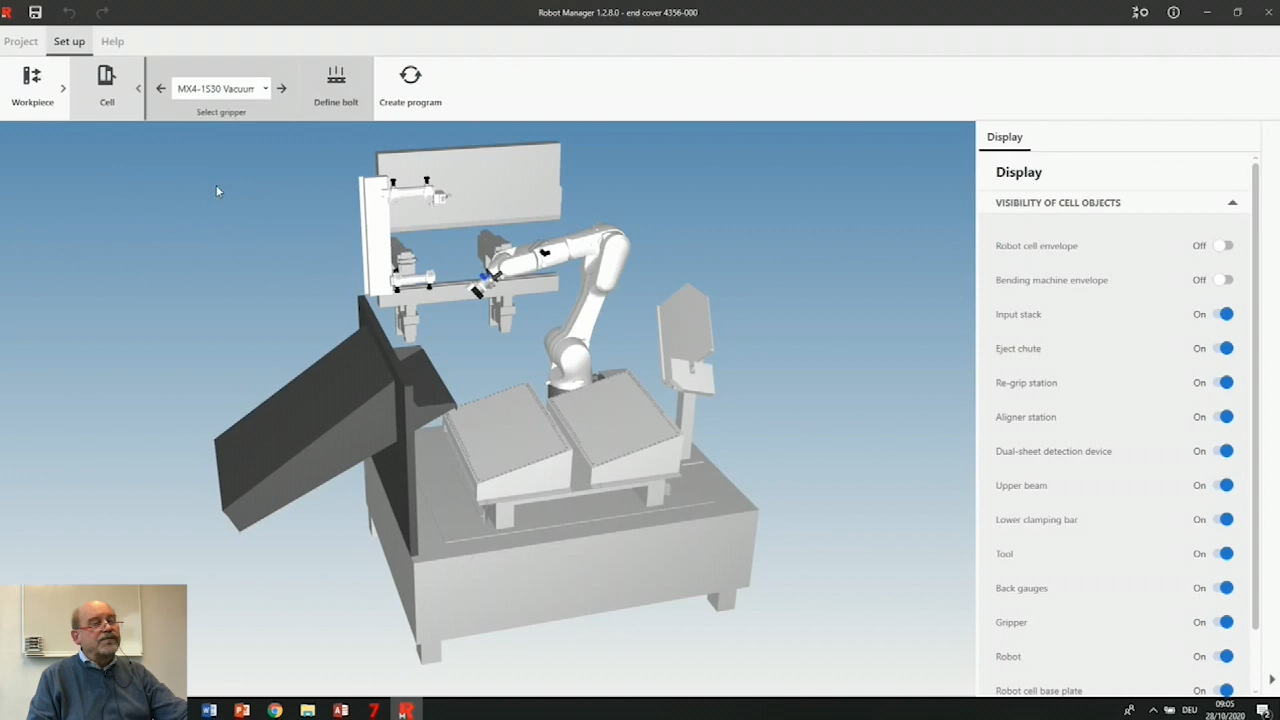 Robot Manager 1.2.8.0 - end cover 4356-000
Project Set up Help
MX4-1S30 Vacuum
Workpiece Cell Select gripper Define bolt Create program
Display
Display
VISIBILITY OF CELL OBJECTS
Robot cell envelope Off
Bending machine envelope Off
Input stack On
Eject chute On
Re-grip station On
Aligner station On
Dual-sheet detection device On
Upper beam On
Lower clamping bar On
Tool On
Back gauges On
Gripper On
Robot On
Robot cell base plate On
DEU
09:05
28/10/2020